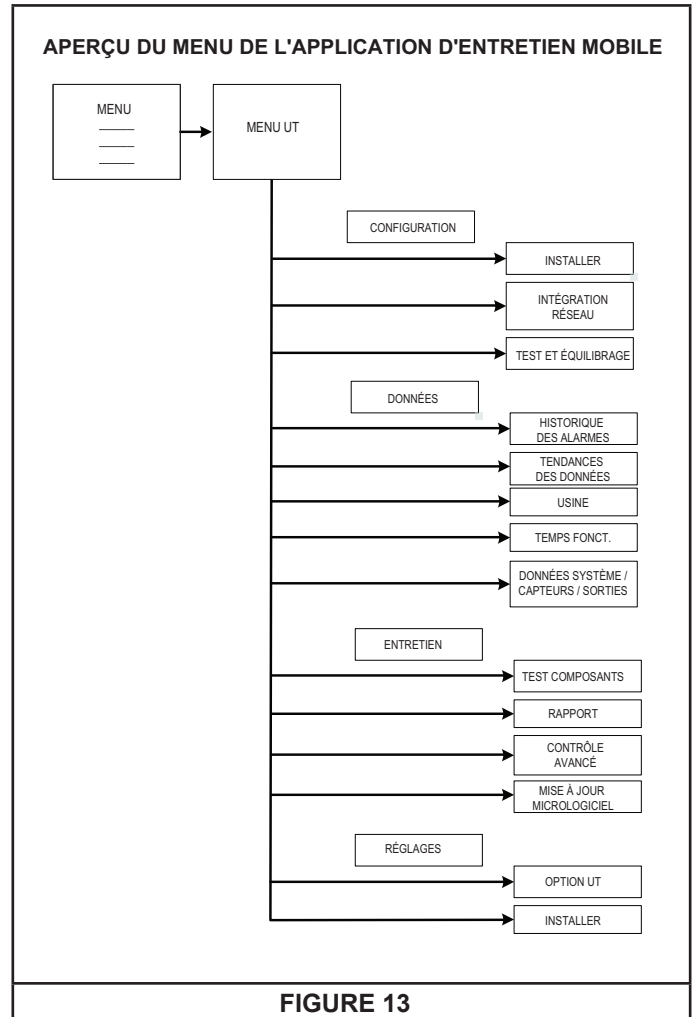 APERÇU DU MENU DE L'APPLICATION D'ENTRETIEN MOBILE
MENU
MENU UT
CONFIGURATION
INSTALLER
INTÉGRATION
RÉSEAU
TEST ET ÉQUILIBRAGE
DONNÉES
HISTORIQUE
DES ALARMES
TENDANCES
DES DONNÉES
USINE
TEMPS FONCT.
DONNÉES SYSTÈME /
CAPTEURS / SORTIES
ENTRETIEN
TEST COMPOSANTS
RAPPORT
CONTRÔLE
AVANCÉ
MISE À JOUR
MICROLOGICIEL
RÉGLAGES
OPTION UT
INSTALLER
FIGURE 13